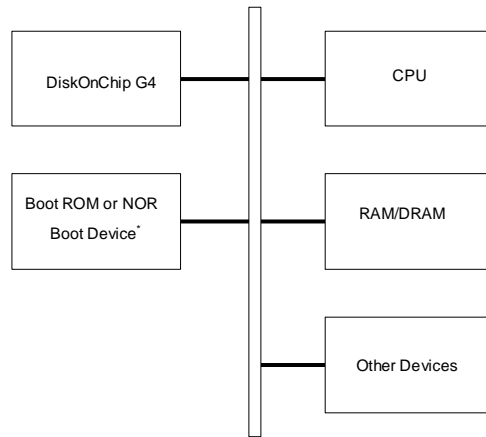 DiskOnChip G4
CPU
Boot ROM or NOR
Boot Device*
RAM/DRAM
Other Devices